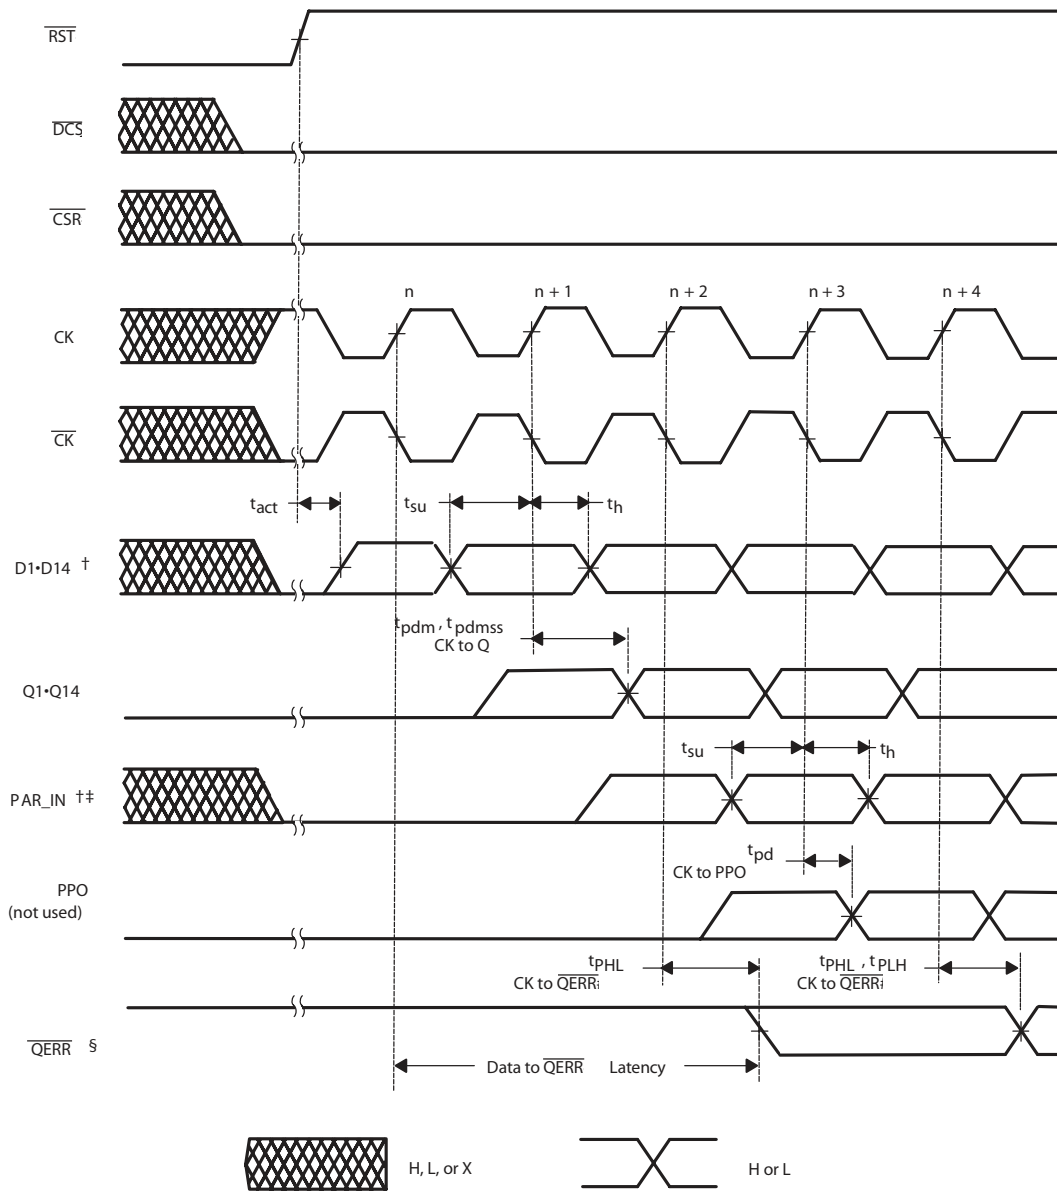 RST
DCS
CSR
n
n + 1
n + 2
n + 3
n + 4
CK
CK
tact
tsu
th
D1•D14 †
tpdm , tpdmss
CK to Q
Q1•Q14
tsu
th
PAR_IN †‡
tpd
CK to PPO
PPO
(not used)
tPHL
CK to QERR
tPHL , tPLH
CK to QERR
QERR §
Data to QERR Latency
H, L, or X
H or L